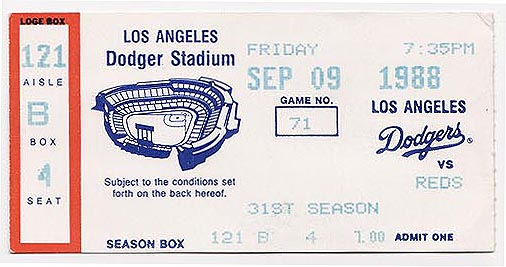 LOGE BOX
121
AISLE
B
BOX
4
SEAT
LOS ANGELES
Dodger Stadium
Subject to the conditions set
forth on the back hereof.
SEASON BOX
FRIDAY 7:35PM
SEP 09 1988
GAME NO.
71
LOS ANGELES
Dodgers®
VS
REDS
31ST SEASON
121 B 4 7.00 ADMIT ONE